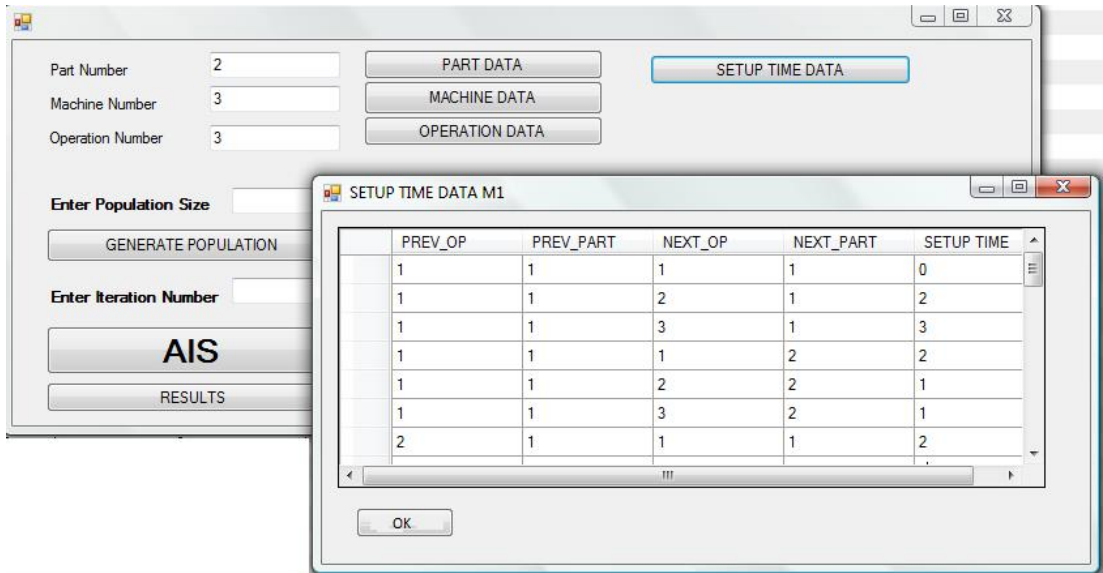 Part Number 2 PART DATA SETUP TIME DATA
Machine Number 3 MACHINE DATA
Operation Number 3 OPERATION DATA
Enter Population Size
GENERATE POPULATION
Enter Iteration Number
AIS
RESULTS
SETUP TIME DATA M1
PREV_OP PREV_PART NEXT_OP NEXT_PART SETUP TIME
1 1 1 1 0
1 1 2 1 2
1 1 3 1 3
1 1 1 2 2
1 1 2 2 1
1 1 3 2 1
2 1 1 1 2
OK